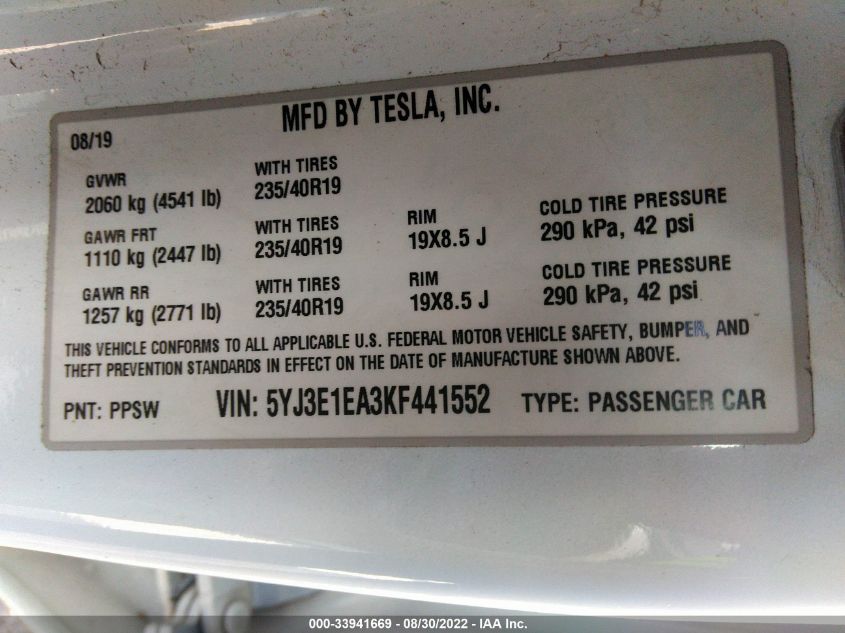 MFD BY TESLA, INC.
08/19
GVWR WITH TIRES
2060 kg (4541 lb) 235/40R19
GAWR FRT WITH TIRES RIM COLD TIRE PRESSURE
1110 kg (2447 lb) 235/40R19 19X8.5 J 290 kPa, 42 psi
GAWR RR WITH TIRES RIM COLD TIRE PRESSURE
1257 kg (2771 lb) 235/40R19 19X8.5 J 290 kPa, 42 psi
THIS VEHICLE CONFORMS TO ALL APPLICABLE U.S. FEDERAL MOTOR VEHICLE SAFETY, BUMPER, AND
THEFT PREVENTION STANDARDS IN EFFECT ON THE DATE OF MANUFACTURE SHOWN ABOVE.
PNT: PPSW VIN: 5YJ3E1EA3KF441552 TYPE: PASSENGER CAR
000-33941669 - 08/30/2022 - IAA Inc.